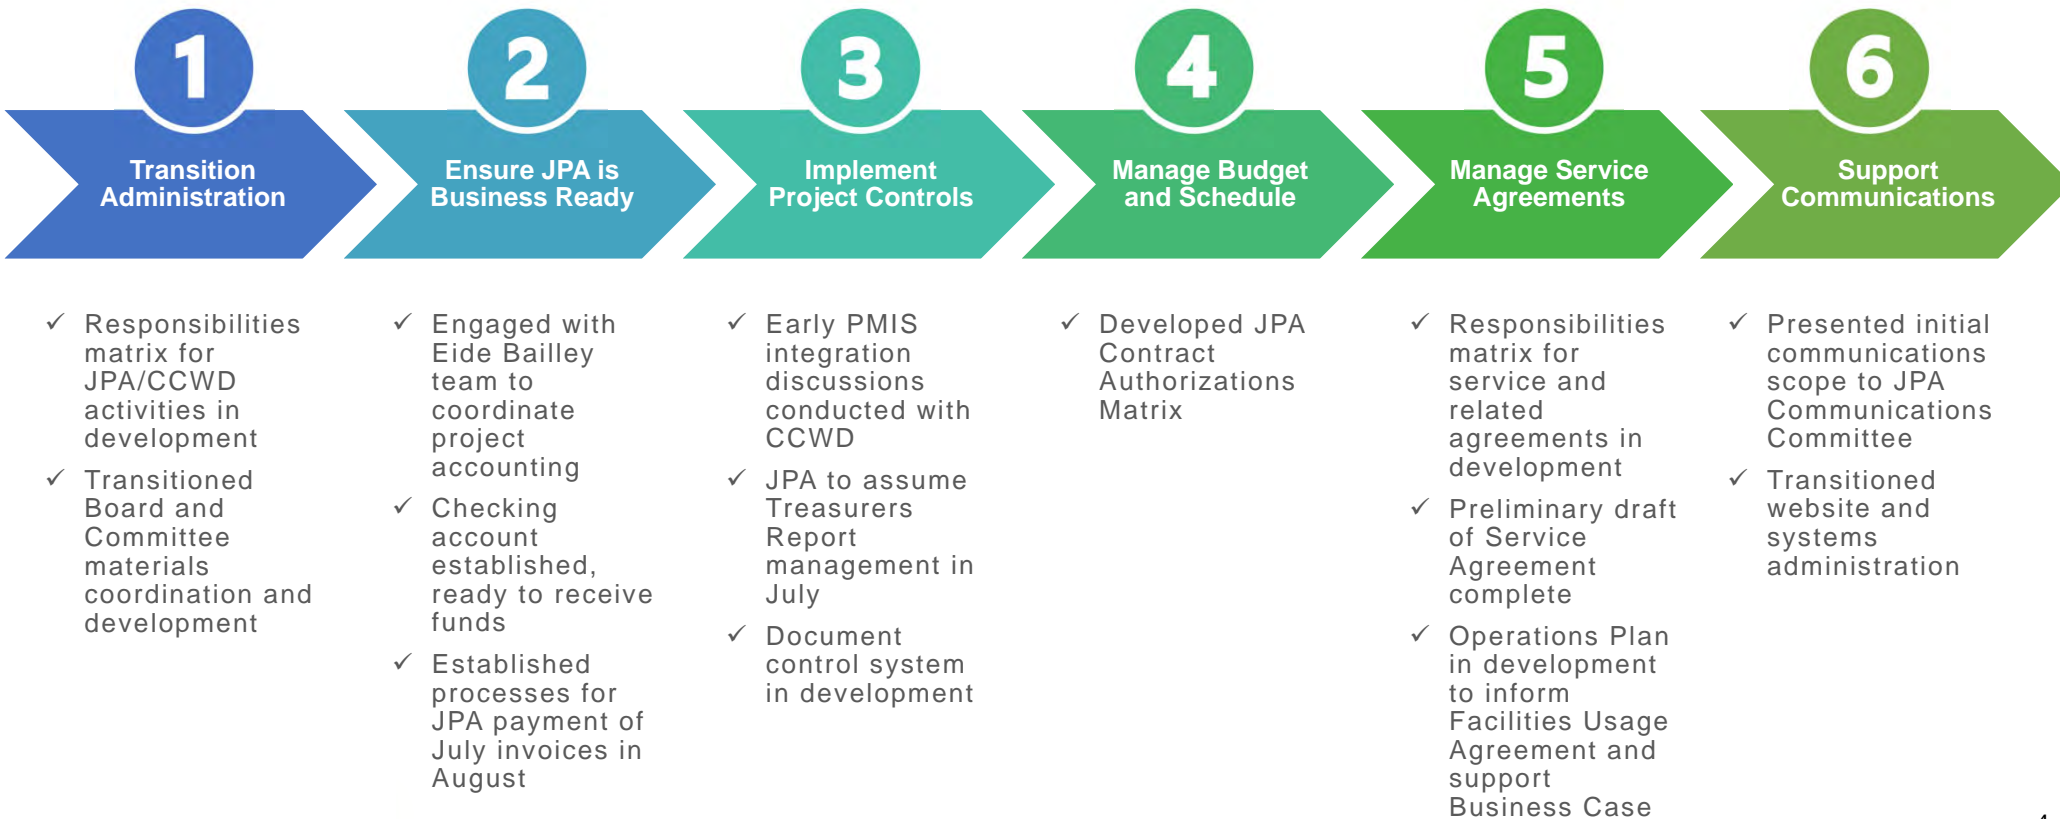 1
Transition
Administration
✓ Responsibilities
matrix for
JPA/CCWD
activities in
development
✓ Transitioned
Board and
Committee
materials
coordination and
development
2
Ensure JPA is
Business Ready
✓ Engaged with
Eide Bailley
team to
coordinate
project
accounting
✓ Checking
account
established,
ready to receive
funds
✓ Established
processes for
JPA payment of
July invoices in
August
3
Implement
Project Controls
✓ Early PMIS
integration
discussions
conducted with
CCWD
✓ JPA to assume
Treasurers
Report
management in
July
✓ Document
control system
in development
4
Manage Budget
and Schedule
✓ Developed JPA
Contract
Authorizations
Matrix
5
Manage Service
Agreements
✓ Responsibilities
matrix for
service and
related
agreements in
development
✓ Preliminary draft
of Service
Agreement
complete
✓ Operations Plan
in development
to inform
Facilities Usage
Agreement and
support
Business Case
6
Support
Communications
✓ Presented initial
communications
scope to JPA
Communications
Committee
✓ Transitioned
website and
systems
administration